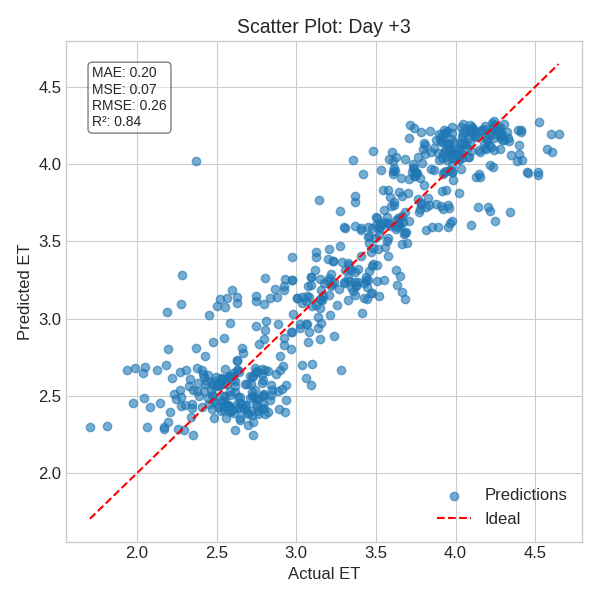 Scatter Plot: Day +3
MAE: 0.20
MSE: 0.07
RMSE: 0.26
R²: 0.84
4.5
4.0
3.5
3.0
2.5
2.0
Predicted ET
Predictions
Ideal
2.0 2.5 3.0 3.5 4.0 4.5
Actual ET